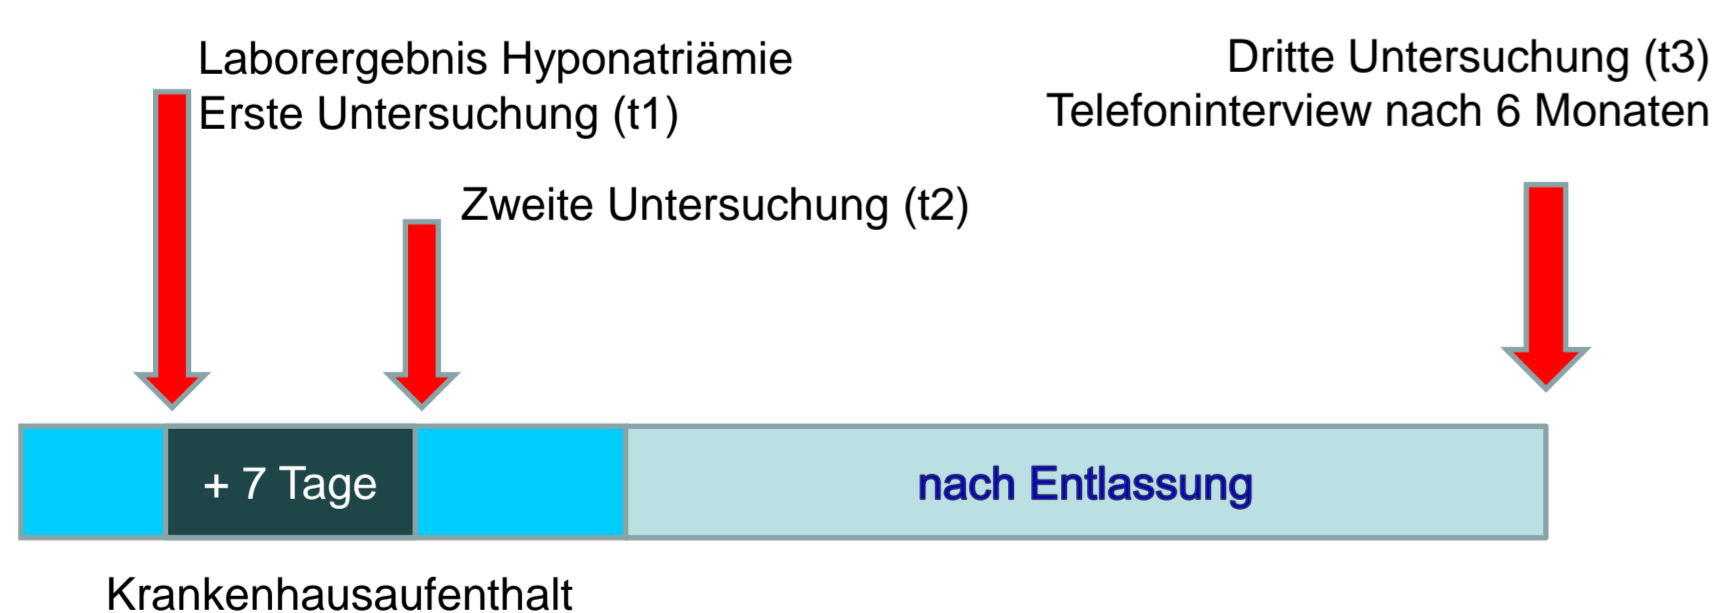 Laborergebnis Hyponatriämie
Erste Untersuchung (t1)
Dritte Untersuchung (t3)
Telefoninterview nach 6 Monaten
Zweite Untersuchung (t2)
+ 7 Tage
nach Entlassung
Krankenhausaufenthalt